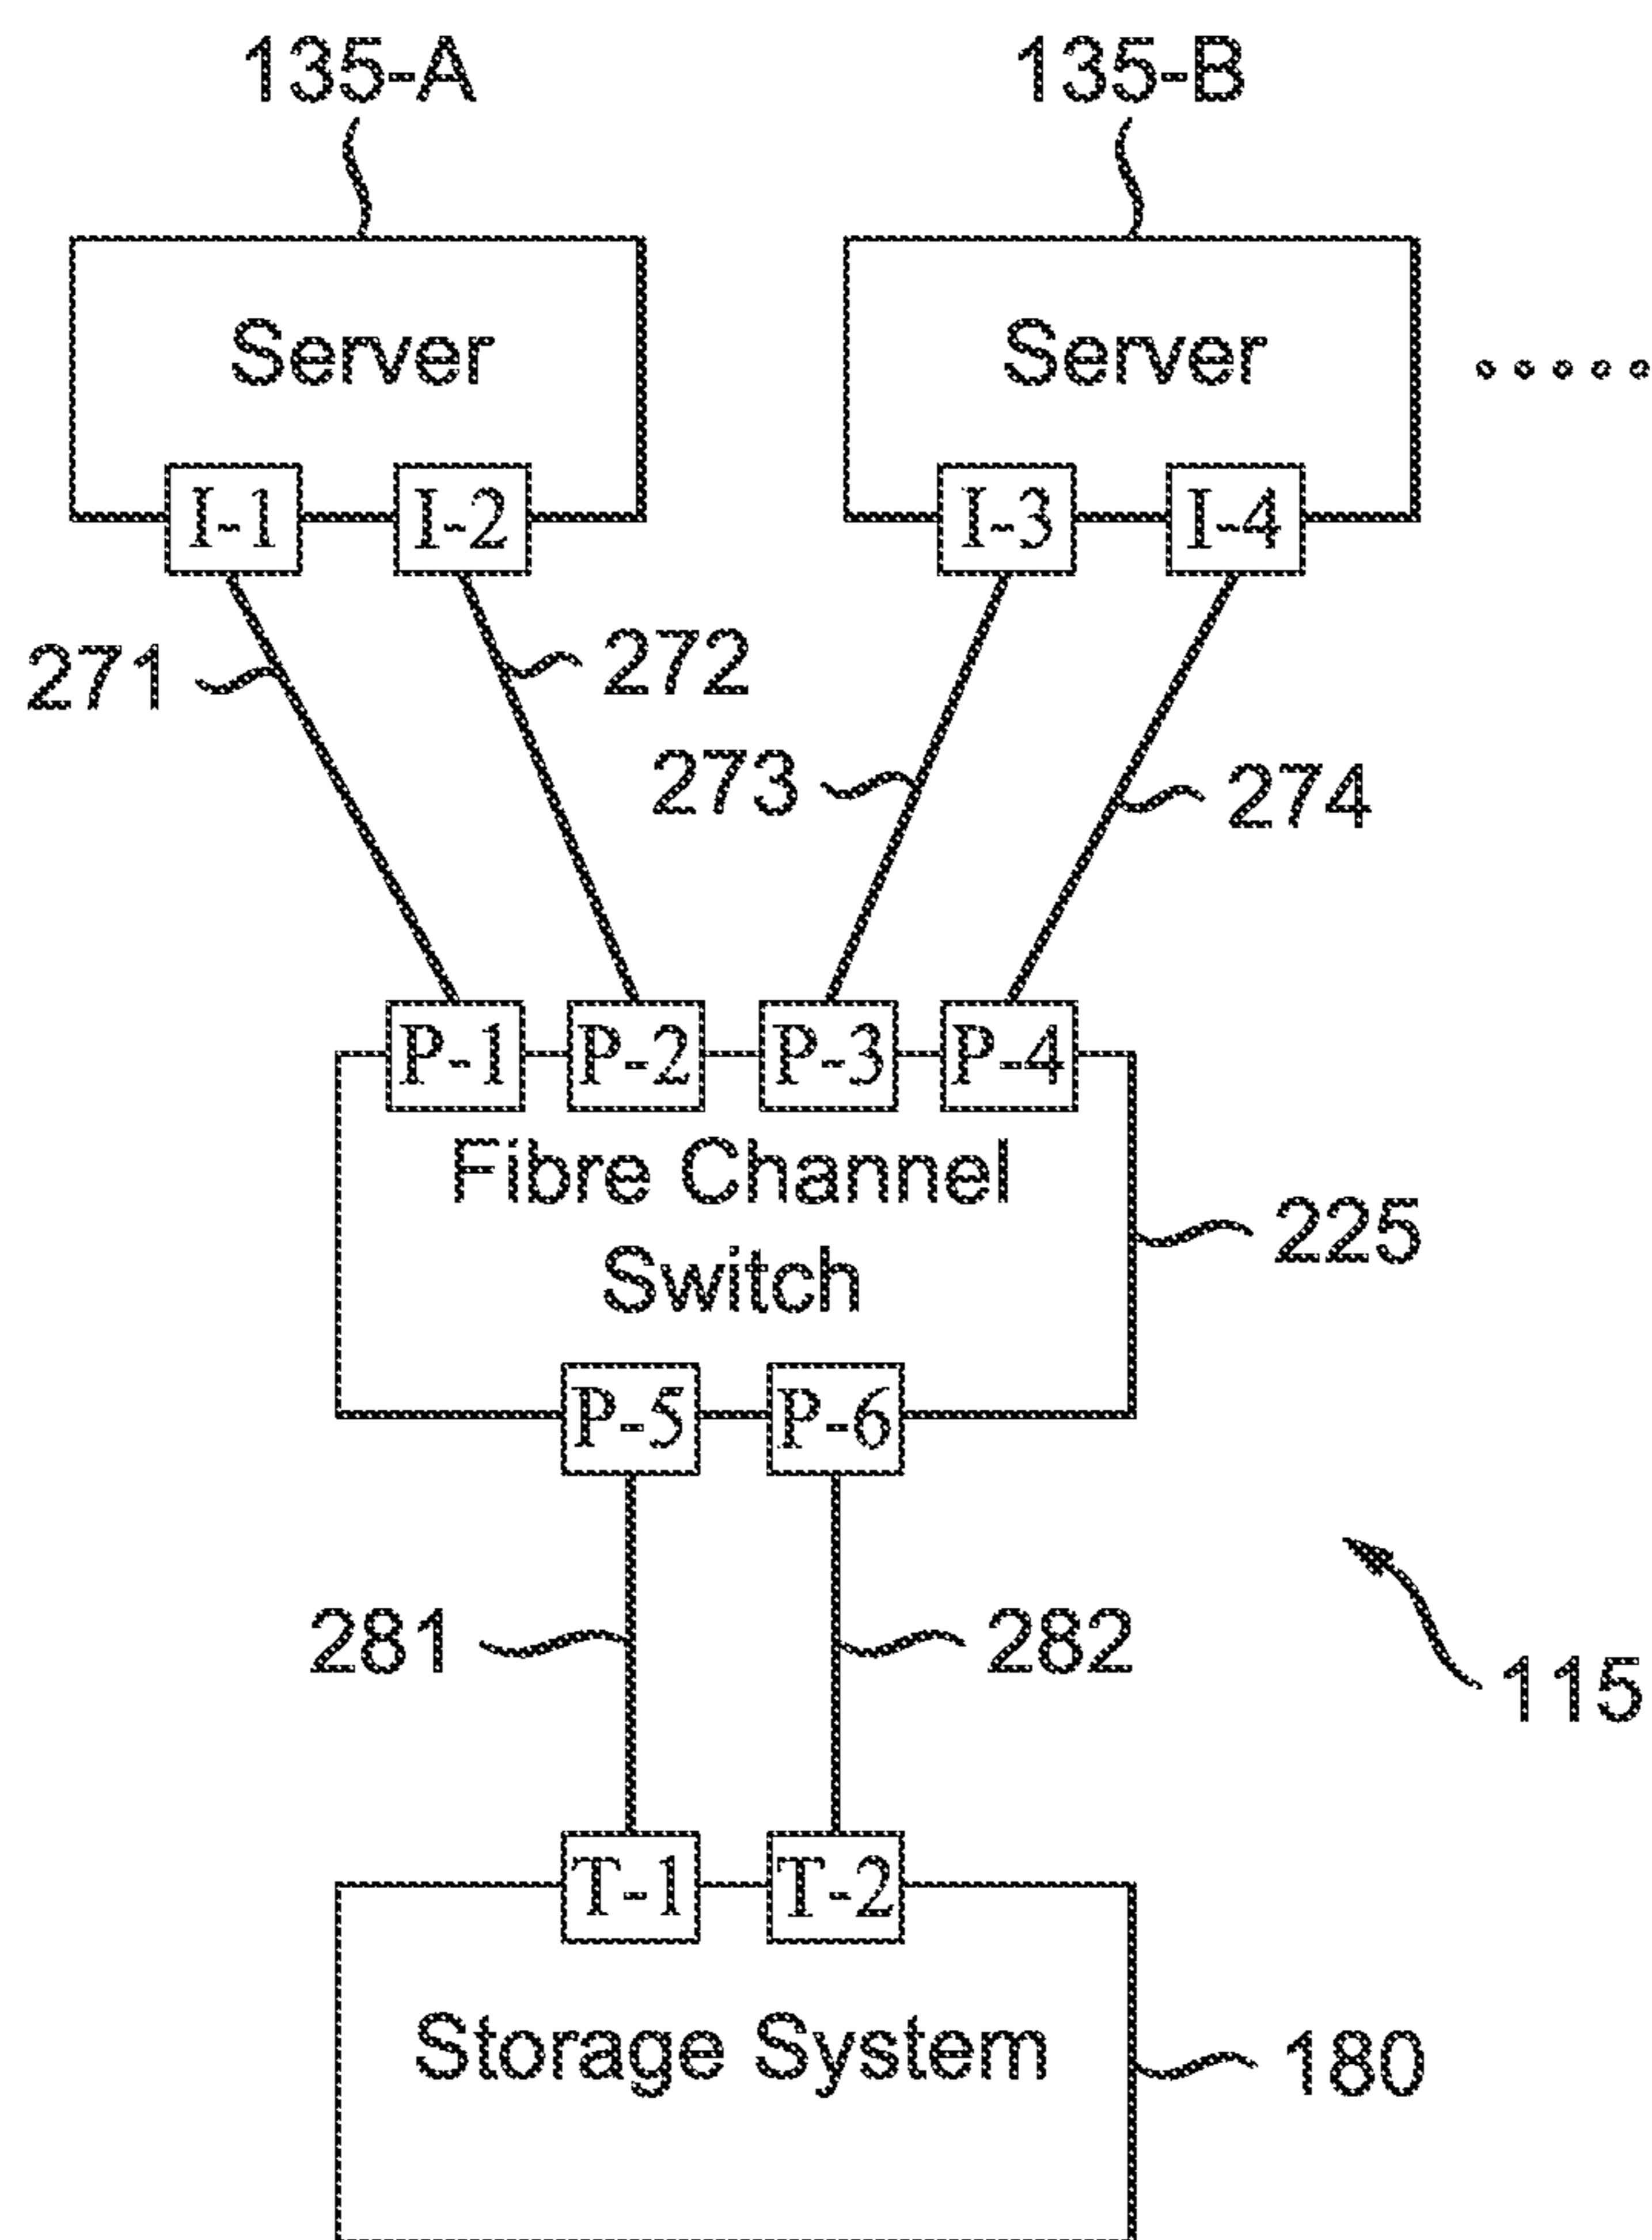 135-A 135-B
Server Server
I-1 I-2 I-3 I-4
271 272
273 274
P-1 P-2 P-3 P-4
Fibre Channel
Switch
225
P-5 P-6
281 282
115
T-1 T-2
Storage System
180